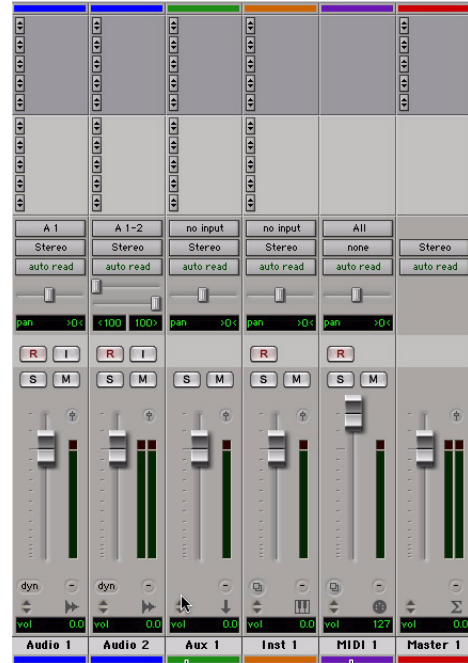 A 1 A 1-2 no input no input All
Stereo Stereo Stereo Stereo none Stereo
auto read auto read auto read auto read auto read auto read
pan >0< <100 100> pan >0< pan >0< pan >0<
R I R I R R
S M S M S M S M S M
dyn dyn
vol 0.0 vol 0.0 vol 0.0 vol 0.0 vol 127 vol 0.0
Audio 1 Audio 2 Aux 1 Inst 1 MIDI 1 Master 1